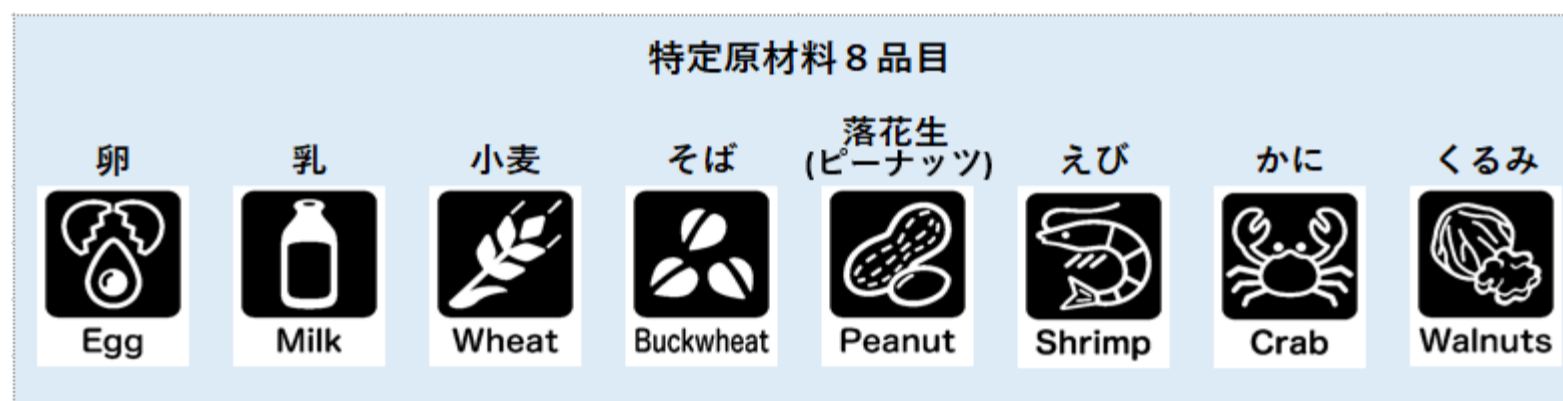 特定原材料８品目
卵
乳
小麦
そば
落花生
(ピーナッツ)
えび
かに
くるみ
Egg
Milk
Wheat
Buckwheat
Peanut
Shrimp
Crab
Walnuts